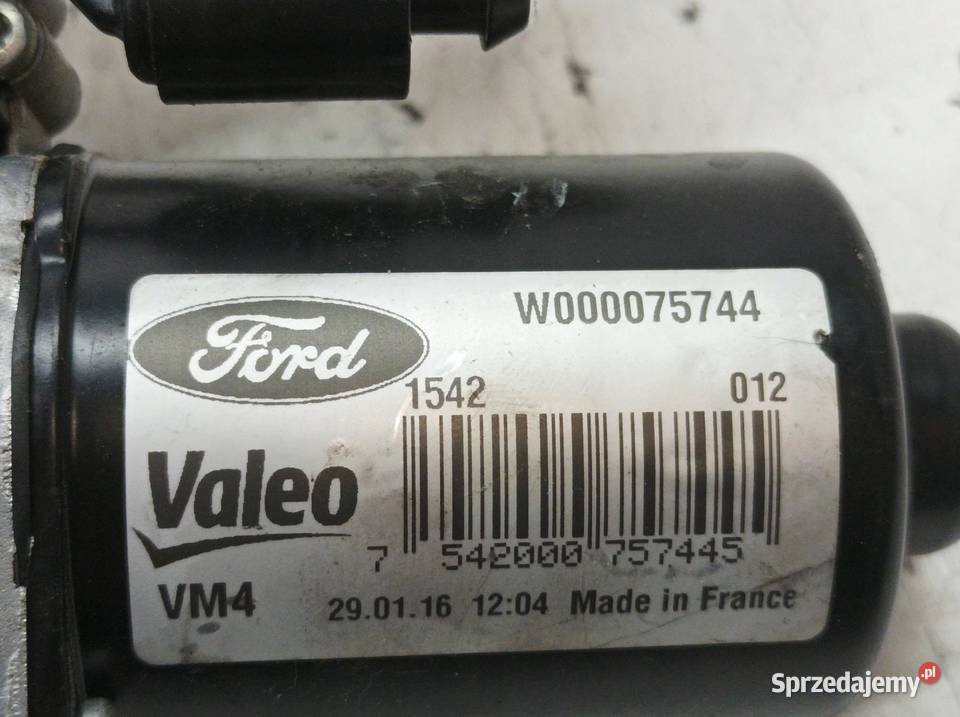 W000075744
Ford
1542 012
Valeo
7 542000 757445
VM4 29.01.16 12:04 Made in France
Sprzedajemy.pl